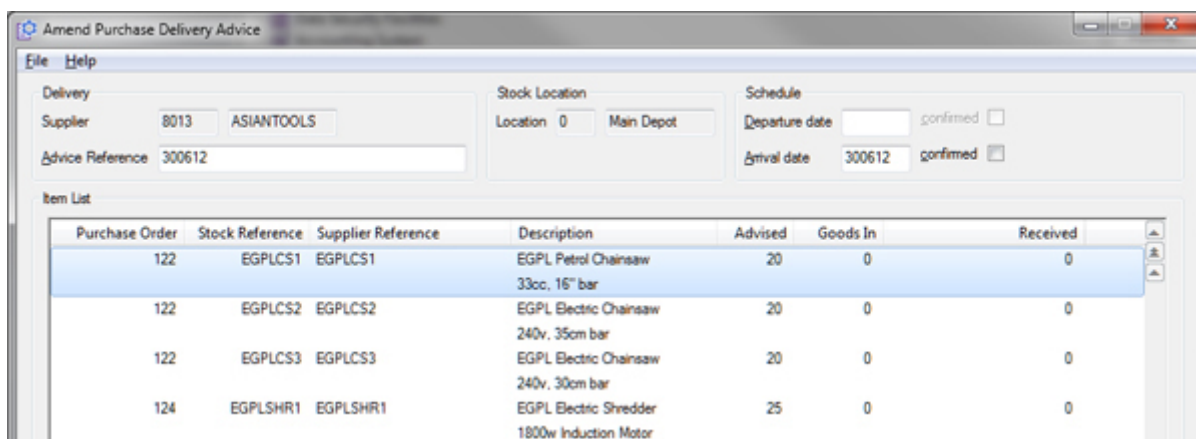 Amend Purchase Delivery Advice
File Help
Delivery Stock Location Schedule
Supplier 8013 ASIANTOOLS Location 0 Main Depot Departure date confirmed
Advice Reference 300612 Arrival date 300612 confirmed
Item List
Purchase Order Stock Reference Supplier Reference Description Advised Goods In Received
122 EGPLCS1 EGPLCS1 EGPL Petrol Chainsaw 20 0 0
33cc, 16" bar
122 EGPLCS2 EGPLCS2 EGPL Electric Chainsaw 20 0 0
240v, 35cm bar
122 EGPLCS3 EGPLCS3 EGPL Electric Chainsaw 20 0 0
240v, 30cm bar
124 EGPLSHR1 EGPLSHR1 EGPL Electric Shredder 25 0 0
1800w Induction Motor